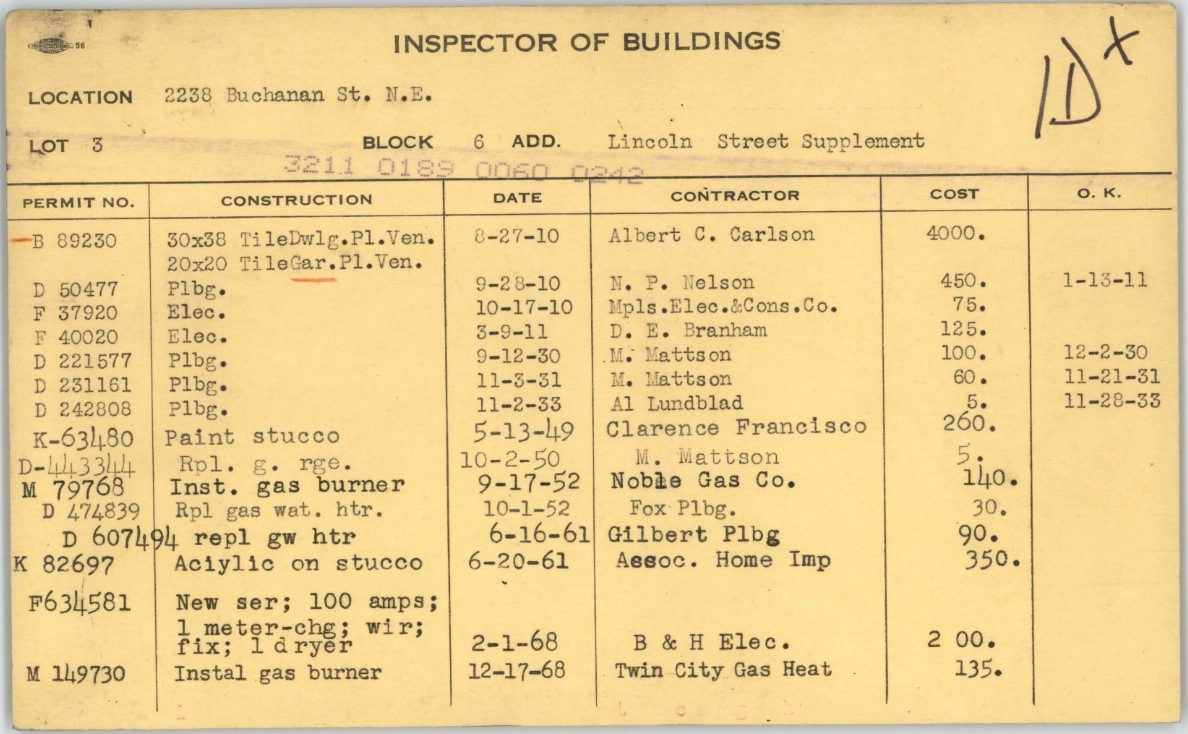 56
INSPECTOR OF BUILDINGS
1D+
LOCATION 2238 Buchanan St. N.E.
LOT 3 BLOCK 6 ADD. Lincoln Street Supplement
3211 0189 0060 0242
PERMIT NO. CONSTRUCTION DATE CONTRACTOR COST O. K.
B 89230 30x38 TileDwlg.Pl.Ven. 8-27-10 Albert C. Carlson 4000.
20x20 TileGar.Pl.Ven.
D 50477 Plbg. 9-28-10 N. P. Nelson 450. 1-13-11
F 37920 Elec. 10-17-10 Mpls.Elec.&Cons.Co. 75.
F 40020 Elec. 3-9-11 D. E. Branham 125.
D 221577 Plbg. 9-12-30 M. Mattson 100. 12-2-30
D 231161 Plbg. 11-3-31 M. Mattson 60. 11-21-31
D 242808 Plbg. 11-2-33 Al Lundblad 5. 11-28-33
K-63480 Paint stucco 5-13-49 Clarence Francisco 260.
D-443344 Rpl. g. rge. 10-2-50 M. Mattson 5.
M 79768 Inst. gas burner 9-17-52 Noble Gas Co. 140.
D 474839 Rpl gas wat. htr. 10-1-52 Fox Plbg. 30.
D 607494 repl gw htr 6-16-61 Gilbert Plbg 90.
K 82697 Aciylic on stucco 6-20-61 Assoc. Home Imp 350.
F634581 New ser; 100 amps;
1 meter-chg; wir;
fix; 1 dryer 2-1-68 B & H Elec. 2 00.
M 149730 Instal gas burner 12-17-68 Twin City Gas Heat 135.